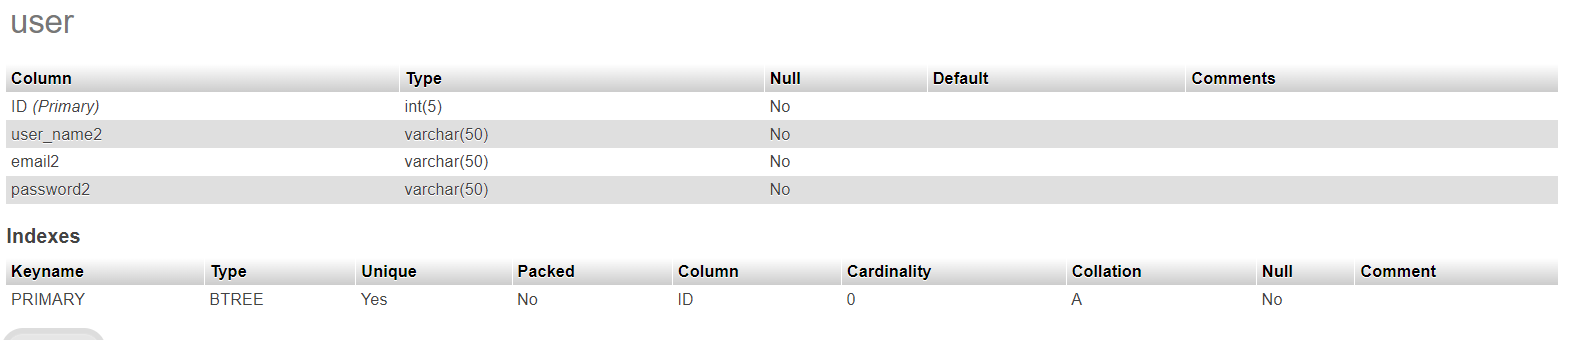 user
Column Type Null Default Comments
ID (Primary) int(5) No
user_name2 varchar(50) No
email2 varchar(50) No
password2 varchar(50) No
Indexes
Keyname Type Unique Packed Column Cardinality Collation Null Comment
PRIMARY BTREE Yes No ID 0 A No